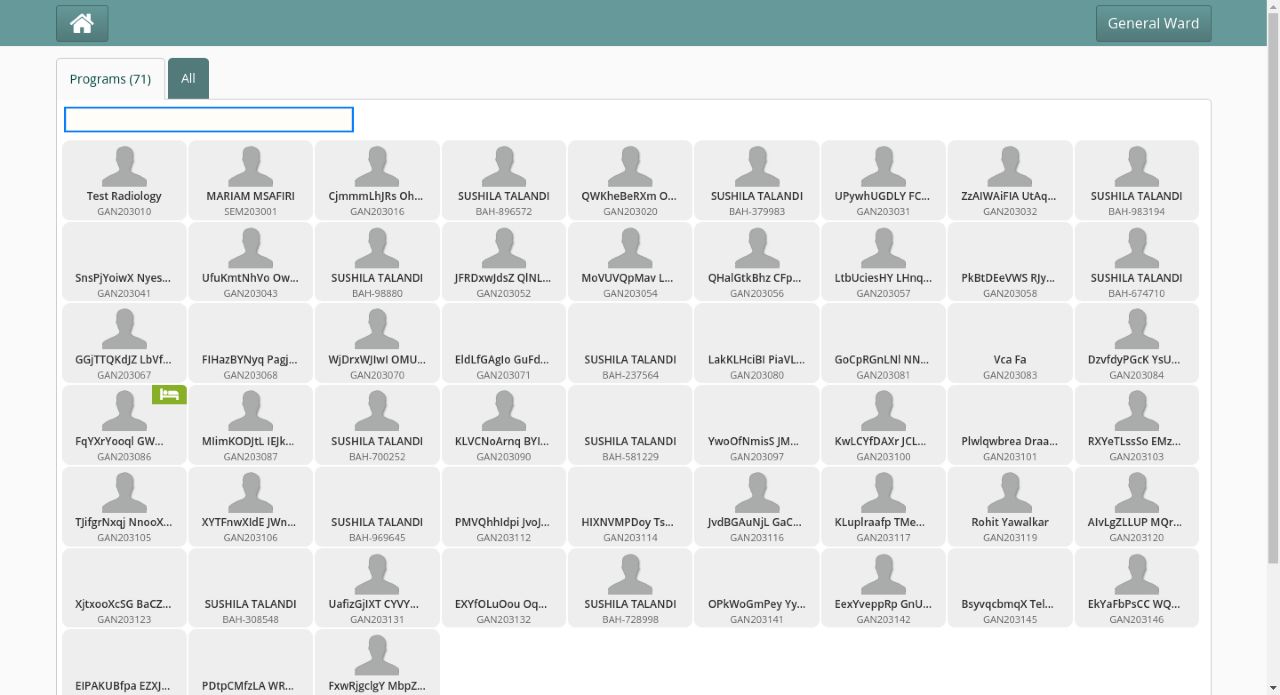 General Ward
Programs (71)
All
Test Radiology
GAN203010
MARIAM MSAFIRI
SEM203001
CjmmmLhJRs Oh...
GAN203016
SUSHILA TALANDI
BAH-896572
QWKheBeRXm O...
GAN203020
SUSHILA TALANDI
BAH-379983
UPywhUGDLY FC...
GAN203031
ZzAIWAiFIA UtAq...
GAN203032
SUSHILA TALANDI
BAH-983194
SnsPjYoiwX Nyes...
GAN203041
UfuKmtNhVo Ow...
GAN203043
SUSHILA TALANDI
BAH-98880
JFRDxwJdsZ QlNL...
GAN203052
MoVUVQpMav L...
GAN203054
QHalGtkBhz CFp...
GAN203056
LtbUciesHY LHnq...
GAN203057
PkBtDEeVWS RJy...
GAN203058
SUSHILA TALANDI
BAH-674710
GGjTTQKdJZ LbVf...
GAN203067
FIHazBYNyq Pagj...
GAN203068
WjDrxWJIwI OMU...
GAN203070
EldLfGAgIo GuFd...
GAN203071
SUSHILA TALANDI
BAH-237564
LakKLHciBI PiaVL...
GAN203080
GoCpRGnLNl NN...
GAN203081
Vca Fa
GAN203083
DzvfdyPGcK YsU...
GAN203084
FqYXrYooql GW...
GAN203086
MIimKODJtL IEJk...
GAN203087
SUSHILA TALANDI
BAH-700252
KLVCNoArnq BYI...
GAN203090
SUSHILA TALANDI
BAH-581229
YwoOfNmisS JM...
GAN203097
KwLCYfDAXr JCL...
GAN203100
Plwlqwbrea Draa...
GAN203101
RXYeTLssSo EMz...
GAN203103
TJifgrNxqj NnooX...
GAN203105
XYTFnwXIdE JWn...
GAN203106
SUSHILA TALANDI
BAH-969645
PMVQhhIdpi JvoJ...
GAN203112
HIXNVMPDoy Ts...
GAN203114
JvdBGAuNjL GaC...
GAN203116
KLuplraafp TMe...
GAN203117
Rohit Yawalkar
GAN203119
AIvLgZLLUP MQr...
GAN203120
XjtxooXcSG BaCZ...
GAN203123
SUSHILA TALANDI
BAH-308548
UafizGjIXT CYVY...
GAN203131
EXYfOLuOou Oq...
GAN203132
SUSHILA TALANDI
BAH-728998
OPkWoGmPey Yy...
GAN203141
EexYveppRp GnU...
GAN203142
BsyvqcbmqX Tel...
GAN203145
EkYaFbPsCC WQ...
GAN203146
EIPAKUBfpa EZXJ...
PDtpCMfzLA WR...
FxwRjgclgY MbpZ...